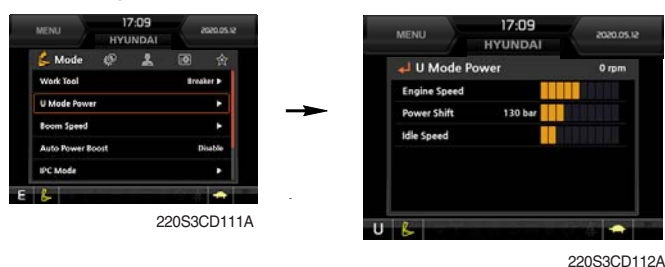 MENU 17:09 2020.05.12
HYUNDAI
Mode
Work Tool Breaker
U Mode Power
Boom Speed
Auto Power Boost Disable
IPC Mode
E
220S3CD111A
MENU 17:09 2020.05.12
HYUNDAI
U Mode Power 0 rpm
Engine Speed
Power Shift 130 bar
Idle Speed
U
220S3CD112A